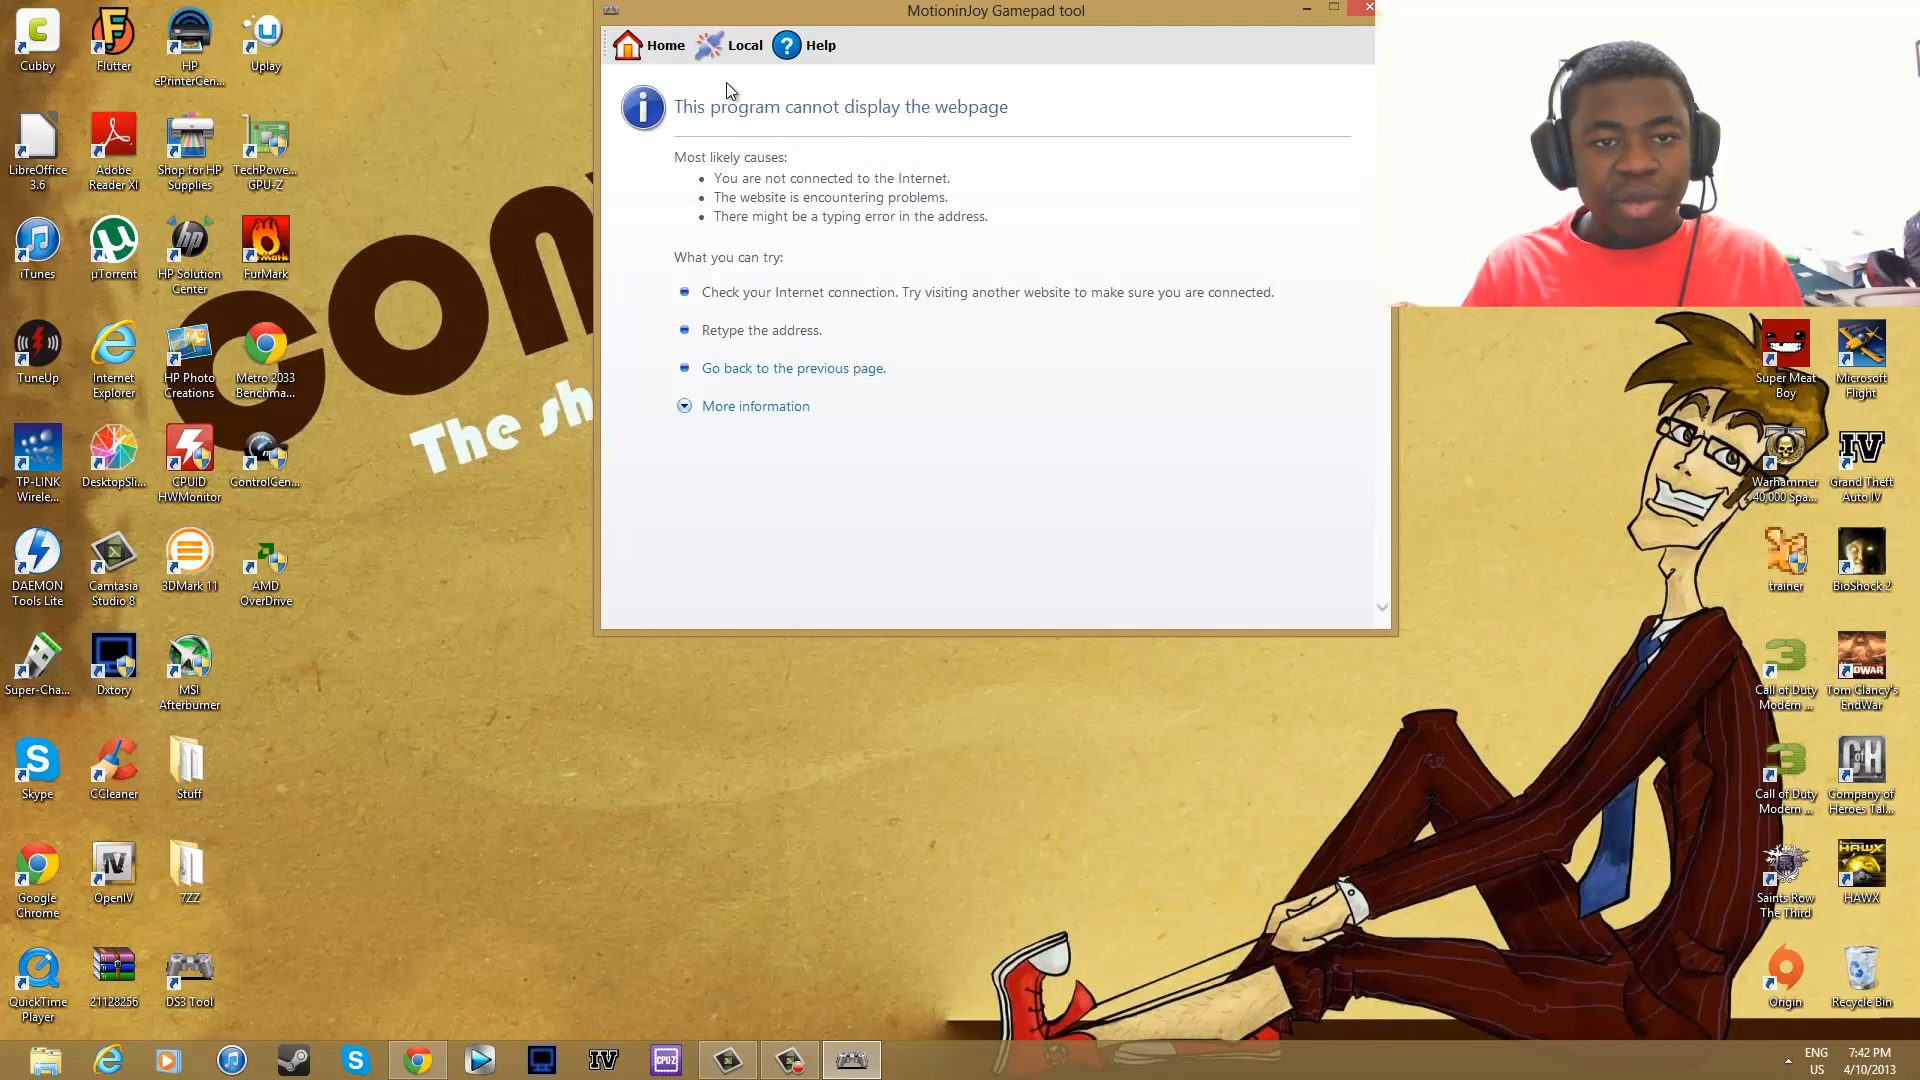 MotioninJoy Gamepad tool
Home
Local
Help
This program cannot display the webpage
Most likely causes:
You are not connected to the Internet.
The website is encountering problems.
There might be a typing error in the address.
What you can try:
Check your Internet connection. Try visiting another website to make sure you are connected.
Retype the address.
Go back to the previous page.
More information
Cubby
Flutter
HP
ePrinterCen...
Uplay
LibreOffice
3.6
Adobe
Reader XI
Shop for HP
Supplies
TechPowe...
GPU-Z
iTunes
µTorrent
HP Solution
Center
FurMark
TuneUp
Internet
Explorer
HP Photo
Creations
Metro 2033
Benchma...
TP-LINK
Wirele...
DesktopSli...
CPUID
HWMonitor
ControlCen...
DAEMON
Tools Lite
Camtasia
Studio 8
3DMark 11
AMD
OverDrive
Super-Cha...
Dxtory
MSI
Afterburner
Skype
CCleaner
Stuff
Google
Chrome
OpenIV
7ZZ
QuickTime
Player
21128256
DS3 Tool
The sh
Super Meat
Boy
Microsoft
Flight
Warhammer
40,000 Spa...
Grand Theft
Auto IV
trainer
BioShock 2
Call of Duty
Modern ...
Tom Clancy's
EndWar
Call of Duty
Modern ...
Company of
Heroes Tal...
Saints Row
The Third
HAWX
Origin
Recycle Bin
IV
CPUZ
ENG
US
7:42 PM
4/10/2013